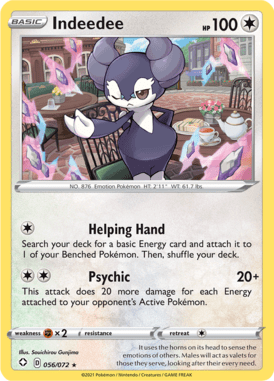 BASIC Indeedee HP 100
NO. 876 Emotion Pokémon HT: 2'11" WT: 61.7 lbs.
Helping Hand
Search your deck for a basic Energy card and attach it to
1 of your Benched Pokémon. Then, shuffle your deck.
Psychic 20+
This attack does 20 more damage for each Energy
attached to your opponent's Active Pokémon.
weakness ×2 resistance retreat
Illus. Souichirou Gunjima
D 056/072 ★
It uses the horns on its head to sense the
emotions of others. Males will act as valets for
those they serve, looking after their every need.
©2021 Pokémon / Nintendo / Creatures / GAME FREAK